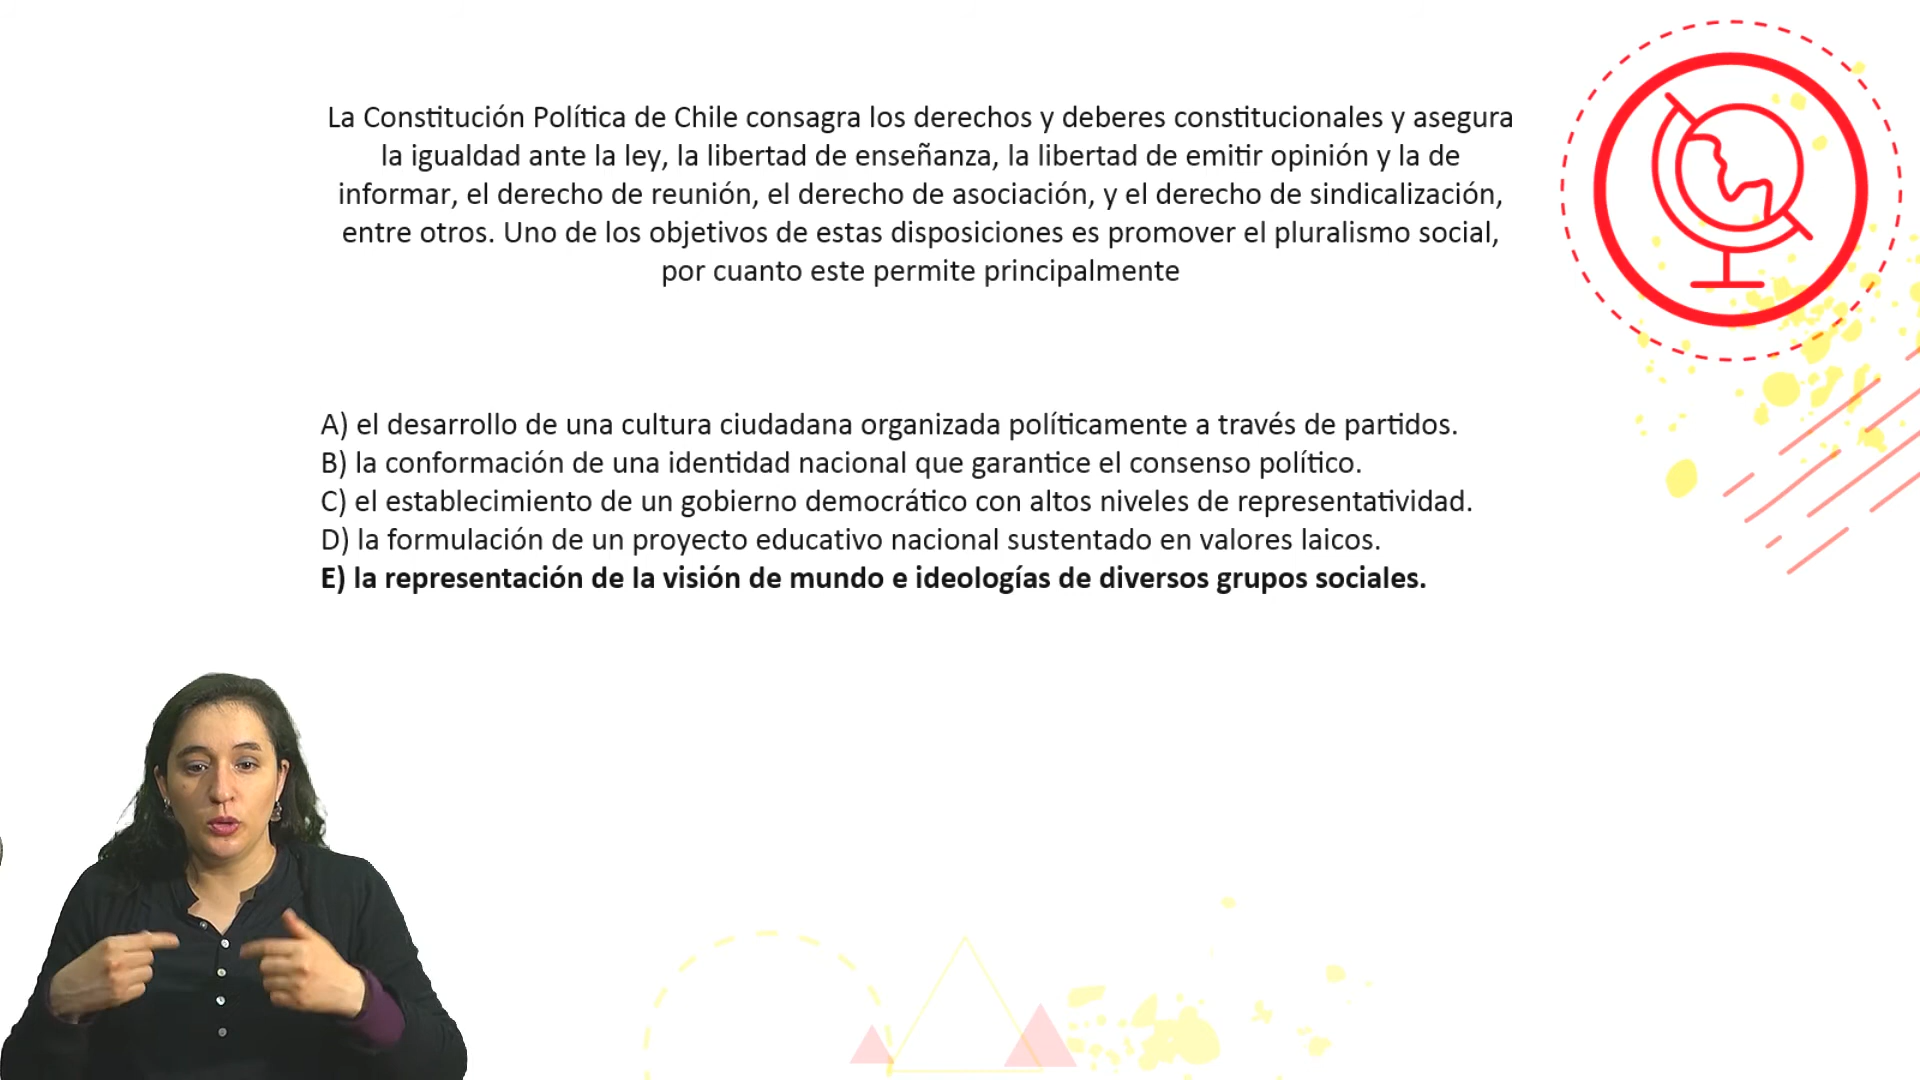 La Constitución Política de Chile consagra los derechos y deberes constitucionales y asegura
la igualdad ante la ley, la libertad de enseñanza, la libertad de emitir opinión y la de
informar, el derecho de reunión, el derecho de asociación, y el derecho de sindicalización,
entre otros. Uno de los objetivos de estas disposiciones es promover el pluralismo social,
por cuanto este permite principalmente
A) el desarrollo de una cultura ciudadana organizada políticamente a través de partidos.
B) la conformación de una identidad nacional que garantice el consenso político.
C) el establecimiento de un gobierno democrático con altos niveles de representatividad.
D) la formulación de un proyecto educativo nacional sustentado en valores laicos.
E) la representación de la visión de mundo e ideologías de diversos grupos sociales.